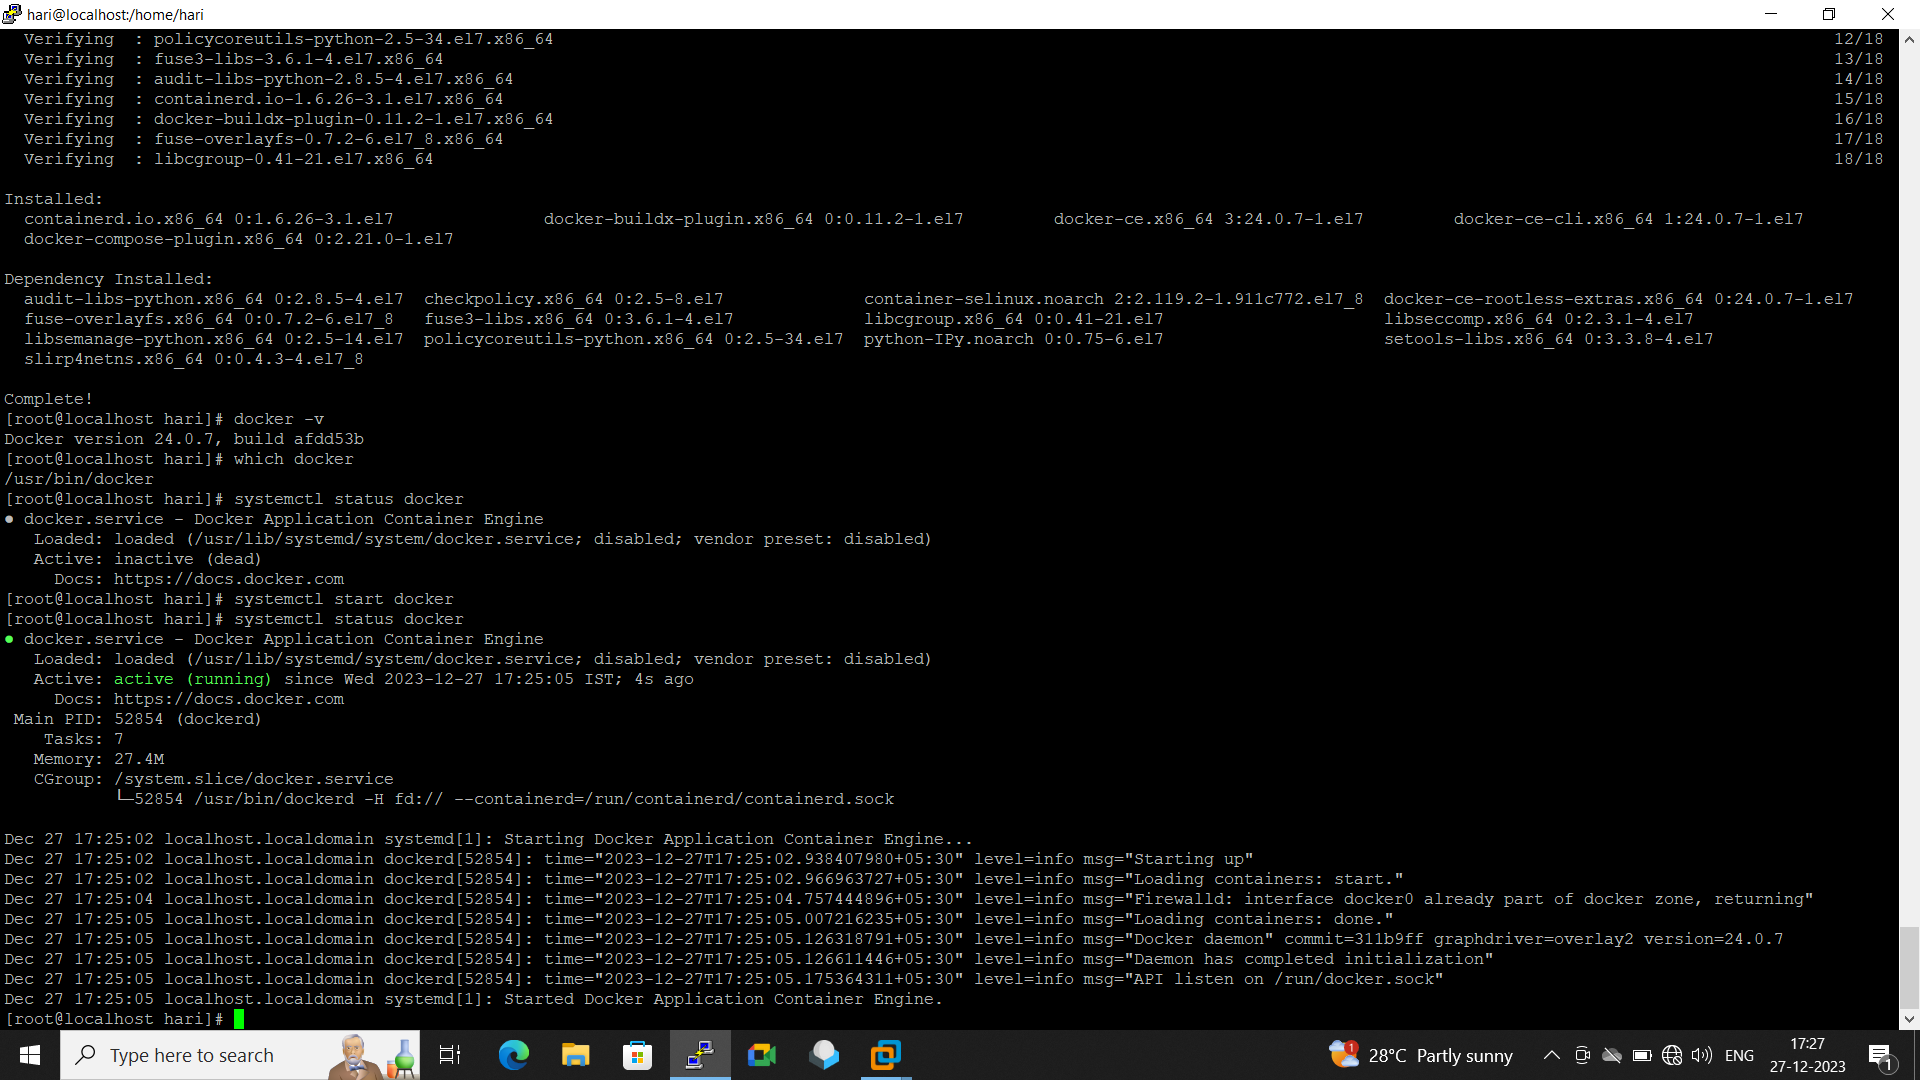 hari@localhost:/home/hari
Verifying  : policycoreutils-python-2.5-34.el7.x86_64 12/18
Verifying  : fuse3-libs-3.6.1-4.el7.x86_64 13/18
Verifying  : audit-libs-python-2.8.5-4.el7.x86_64 14/18
Verifying  : containerd.io-1.6.26-3.1.el7.x86_64 15/18
Verifying  : docker-buildx-plugin-0.11.2-1.el7.x86_64 16/18
Verifying  : fuse-overlayfs-0.7.2-6.el7_8.x86_64 17/18
Verifying  : libcgroup-0.41-21.el7.x86_64 18/18
Installed:
containerd.io.x86_64 0:1.6.26-3.1.el7 docker-buildx-plugin.x86_64 0:0.11.2-1.el7 docker-ce.x86_64 3:24.0.7-1.el7 docker-ce-cli.x86_64 1:24.0.7-1.el7
docker-compose-plugin.x86_64 0:2.21.0-1.el7
Dependency Installed:
audit-libs-python.x86_64 0:2.8.5-4.el7 checkpolicy.x86_64 0:2.5-8.el7 container-selinux.noarch 2:2.119.2-1.911c772.el7_8 docker-ce-rootless-extras.x86_64 0:24.0.7-1.el7
fuse-overlayfs.x86_64 0:0.7.2-6.el7_8 fuse3-libs.x86_64 0:3.6.1-4.el7 libcgroup.x86_64 0:0.41-21.el7 libseccomp.x86_64 0:2.3.1-4.el7
libsemanage-python.x86_64 0:2.5-14.el7 policycoreutils-python.x86_64 0:2.5-34.el7 python-IPy.noarch 0:0.75-6.el7 setools-libs.x86_64 0:3.3.8-4.el7
slirp4netns.x86_64 0:0.4.3-4.el7_8
Complete!
[root@localhost hari]# docker -v
Docker version 24.0.7, build afdd53b
[root@localhost hari]# which docker
/usr/bin/docker
[root@localhost hari]# systemctl status docker
● docker.service - Docker Application Container Engine
Loaded: loaded (/usr/lib/systemd/system/docker.service; disabled; vendor preset: disabled)
Active: inactive (dead)
Docs: https://docs.docker.com
[root@localhost hari]# systemctl start docker
[root@localhost hari]# systemctl status docker
● docker.service - Docker Application Container Engine
Loaded: loaded (/usr/lib/systemd/system/docker.service; disabled; vendor preset: disabled)
Active: active (running) since Wed 2023-12-27 17:25:05 IST; 4s ago
Docs: https://docs.docker.com
Main PID: 52854 (dockerd)
Tasks: 7
Memory: 27.4M
CGroup: /system.slice/docker.service
└─52854 /usr/bin/dockerd -H fd:// --containerd=/run/containerd/containerd.sock
Dec 27 17:25:02 localhost.localdomain systemd[1]: Starting Docker Application Container Engine...
Dec 27 17:25:02 localhost.localdomain dockerd[52854]: time="2023-12-27T17:25:02.938407980+05:30" level=info msg="Starting up"
Dec 27 17:25:02 localhost.localdomain dockerd[52854]: time="2023-12-27T17:25:02.966963727+05:30" level=info msg="Loading containers: start."
Dec 27 17:25:04 localhost.localdomain dockerd[52854]: time="2023-12-27T17:25:04.757444896+05:30" level=info msg="Firewalld: interface docker0 already part of docker zone, returning"
Dec 27 17:25:05 localhost.localdomain dockerd[52854]: time="2023-12-27T17:25:05.007216235+05:30" level=info msg="Loading containers: done."
Dec 27 17:25:05 localhost.localdomain dockerd[52854]: time="2023-12-27T17:25:05.126318791+05:30" level=info msg="Docker daemon" commit=311b9ff graphdriver=overlay2 version=24.0.7
Dec 27 17:25:05 localhost.localdomain dockerd[52854]: time="2023-12-27T17:25:05.126611446+05:30" level=info msg="Daemon has completed initialization"
Dec 27 17:25:05 localhost.localdomain dockerd[52854]: time="2023-12-27T17:25:05.175364311+05:30" level=info msg="API listen on /run/docker.sock"
Dec 27 17:25:05 localhost.localdomain systemd[1]: Started Docker Application Container Engine.
[root@localhost hari]#
Type here to search
1 28°C Partly sunny ENG 17:27
27-12-2023 1